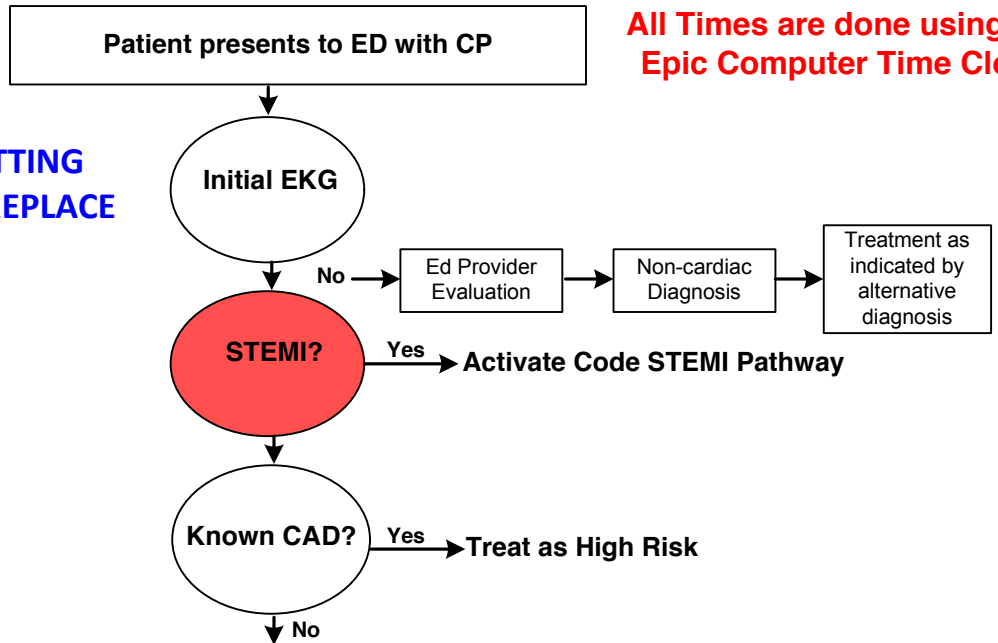 Patient presents to ED with CP
All Times are done using
Epic Computer Time
Initial EKG
REPLACE
No
Ed Provider
Evaluation
Non-cardiac
Diagnosis
Treatment as
indicated by
alternative
diagnosis
STEMI?
Yes
Activate Code STEMI Pathway
Known CAD?
Yes
Treat as High Risk
No